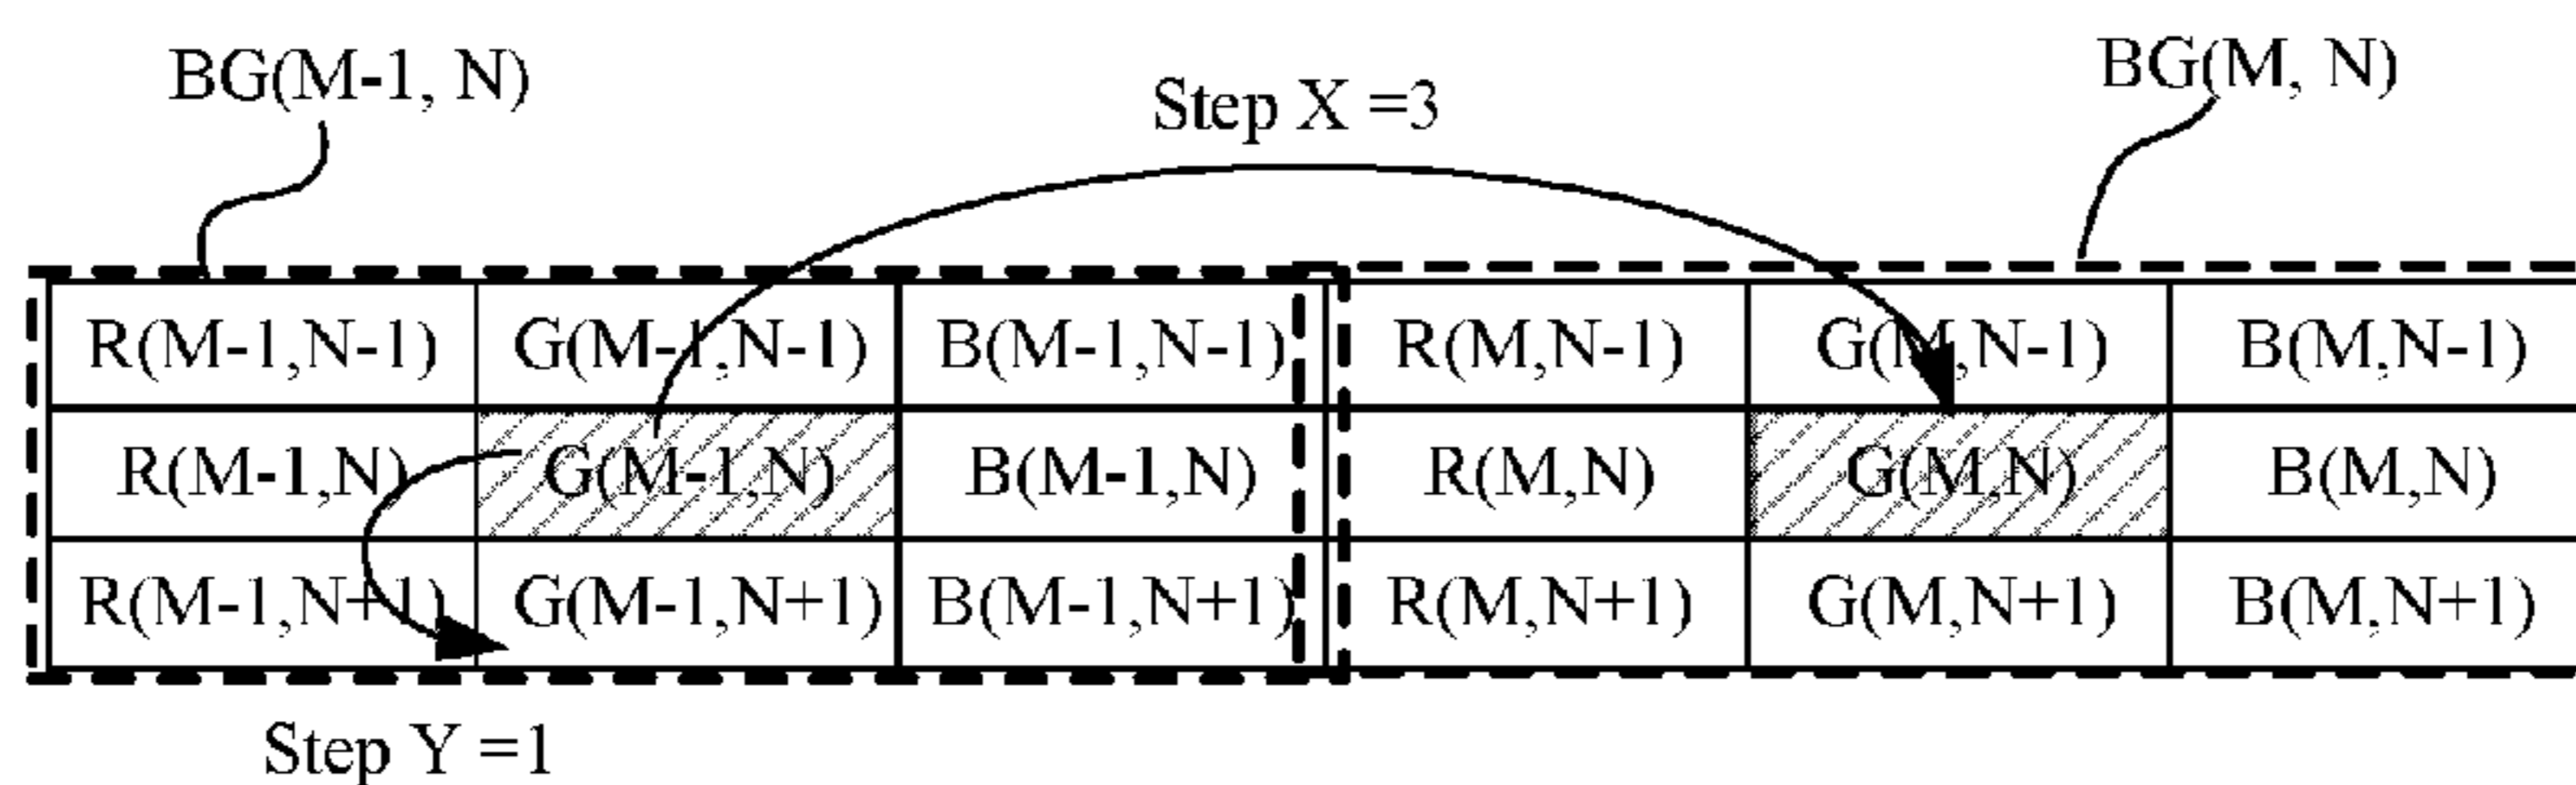 BG(M-1, N)
Step X =3
BG(M, N)
R(M-1,N-1) G(M-1,N-1) B(M-1,N-1) R(M,N-1) G(M,N-1) B(M,N-1)
R(M-1,N) G(M-1,N) B(M-1,N) R(M,N) G(M,N) B(M,N)
R(M-1,N+1) G(M-1,N+1) B(M-1,N+1) R(M,N+1) G(M,N+1) B(M,N+1)
Step Y =1